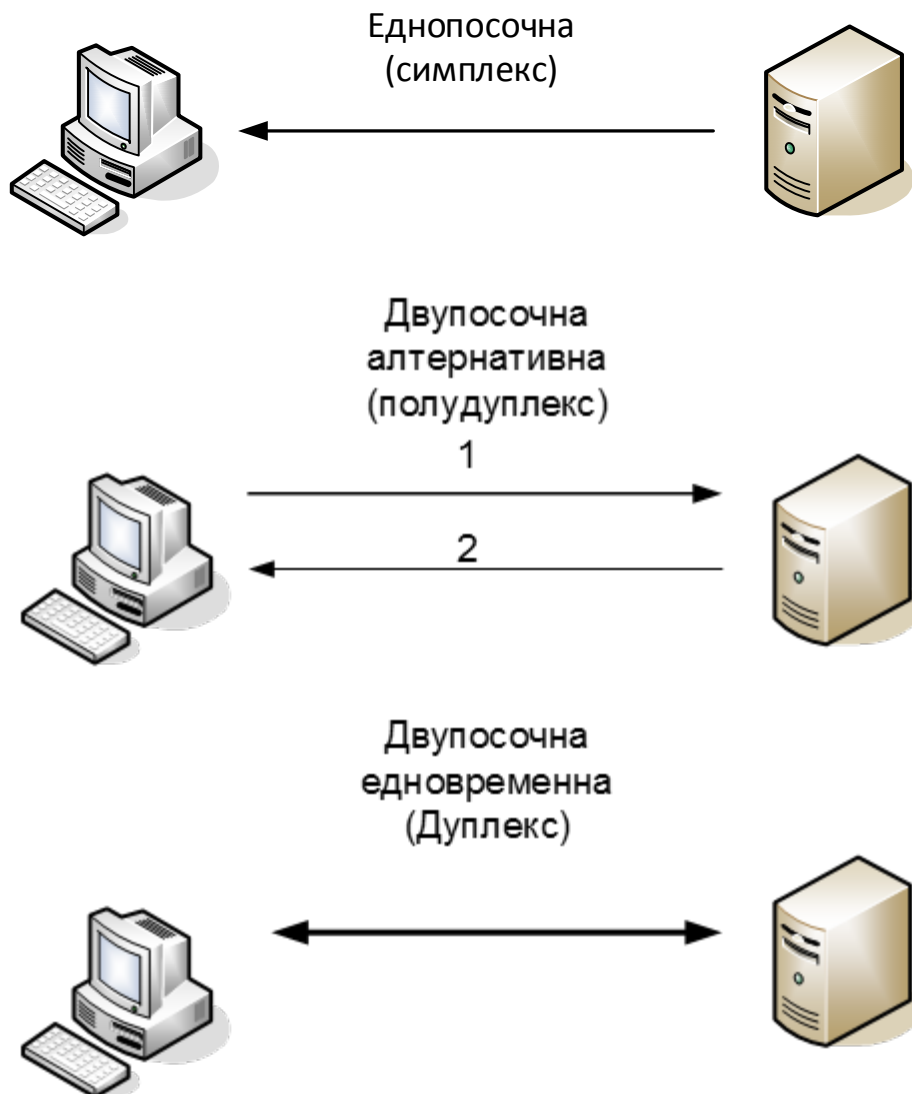 Еднопосочна
(симплекс)
Двупосочна
алтернативна
(полудуплекс)
1
2
Двупосочна
едновременна
(Дуплекс)